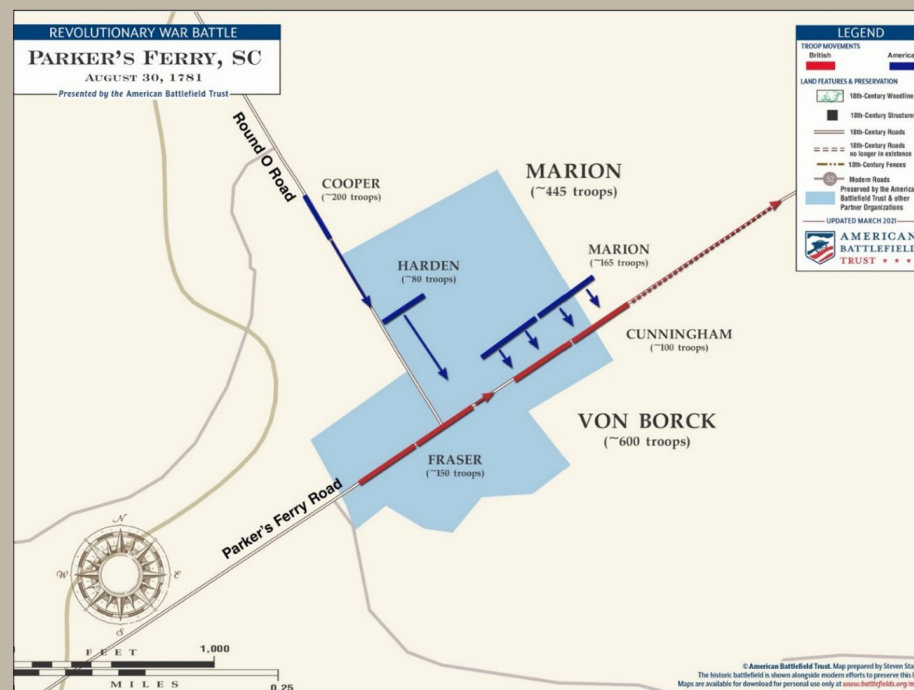 REVOLUTIONARY WAR BATTLE
PARKER'S FERRY, SC
AUGUST 30, 1781
Presented by the American Battlefield Trust
LEGEND
TROOP MOVEMENTS
British
LAND FEATURES & PRESERVATION
18th-Century
18th-Century
18th-Century Roads
18th-Century Roads
no longer in existence
18th-Century Fences
Modern Roads
Preserved by the
Battlefield Trust & other
Partner Organizations
UPDATED MARCH 2021
AMERICAN
BATTLEFIELD
TRUST
Round O Road
COOPER
(~200 troops)
MARION
(~445 troops)
HARDEN
(~80 troops)
MARION
(~165 troops)
CUNNINGHAM
(~100 troops)
VON BORCK
(~600 troops)
FRASER
(~150 troops)
Parker's Ferry Road
N
W
E
S
FEET
1,000
MILES
0.25
© American Battlefield Trust. Map prepared by Steven
The historic battlefield is shown alongside modern efforts to preserve this
Maps are available for download for personal use only at www.battlefields.org